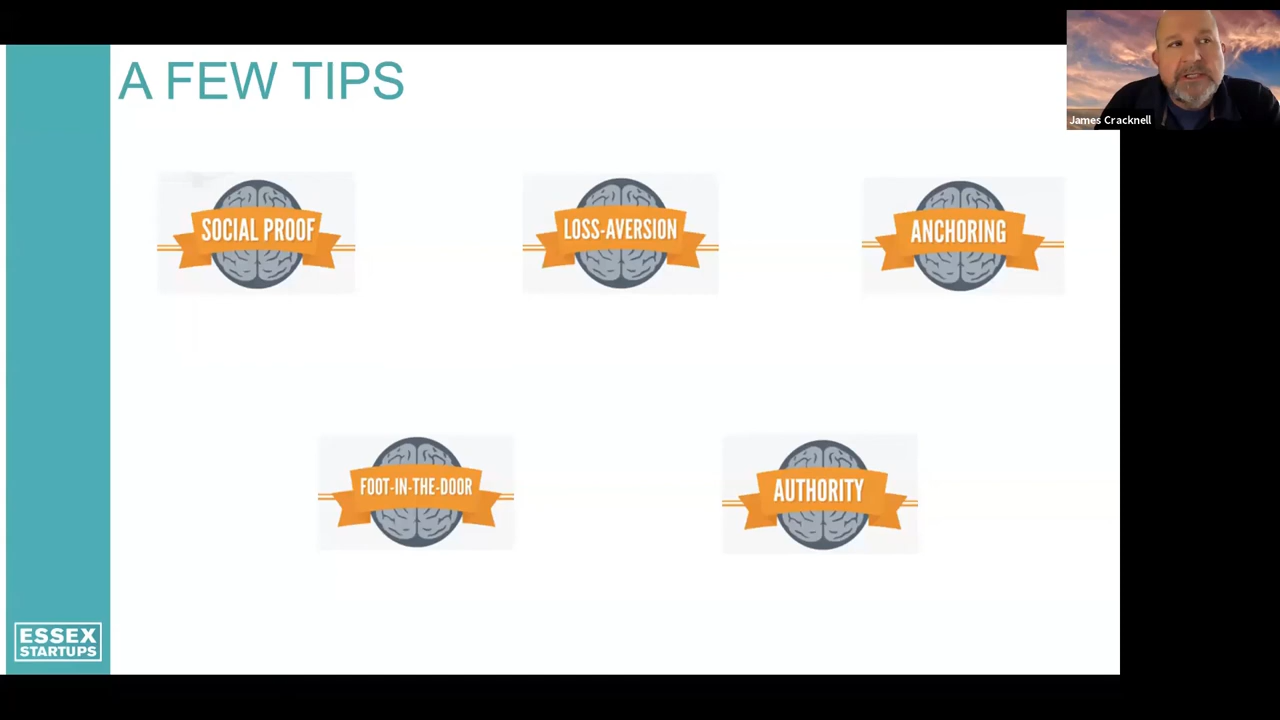 A FEW TIPS
James Cracknell
SOCIAL PROOF
LOSS-AVERSION
ANCHORING
FOOT-IN-THE-DOOR
AUTHORITY
ESSEX
STARTUPS